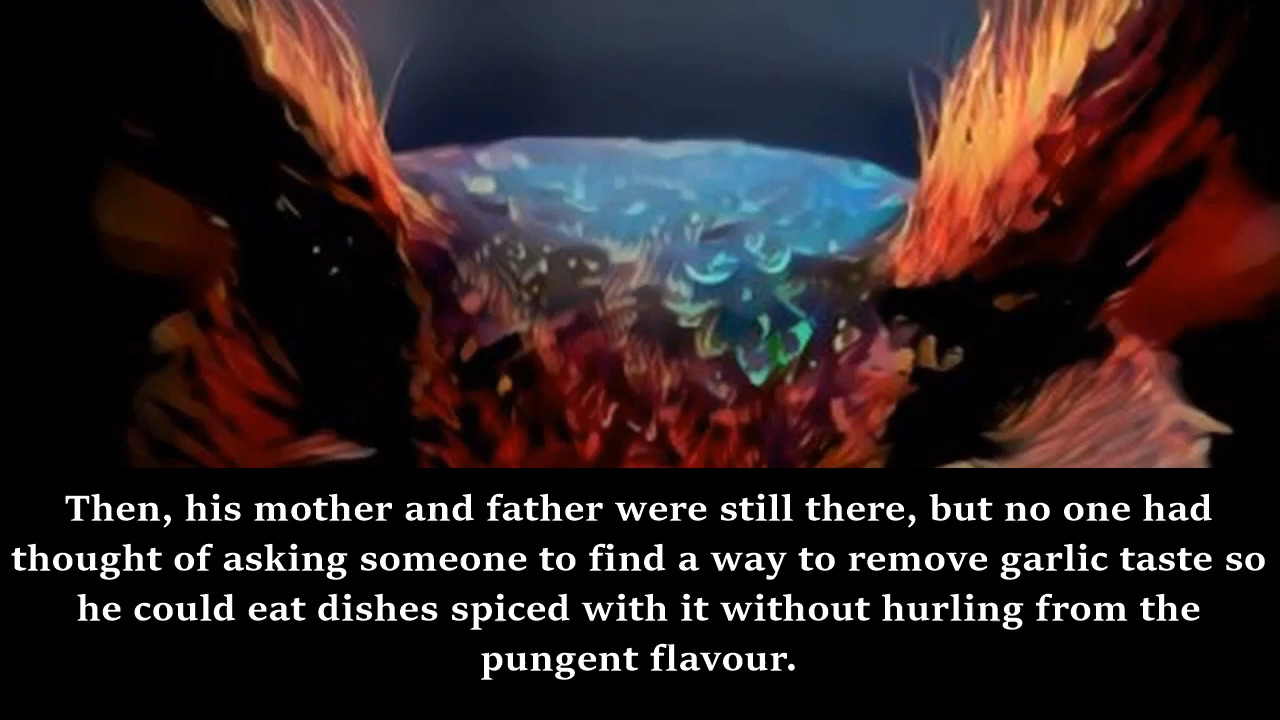 Then, his mother and father were still there, but no one had
thought of asking someone to find a way to remove garlic taste so
he could eat dishes spiced with it without hurling from the
pungent flavour.